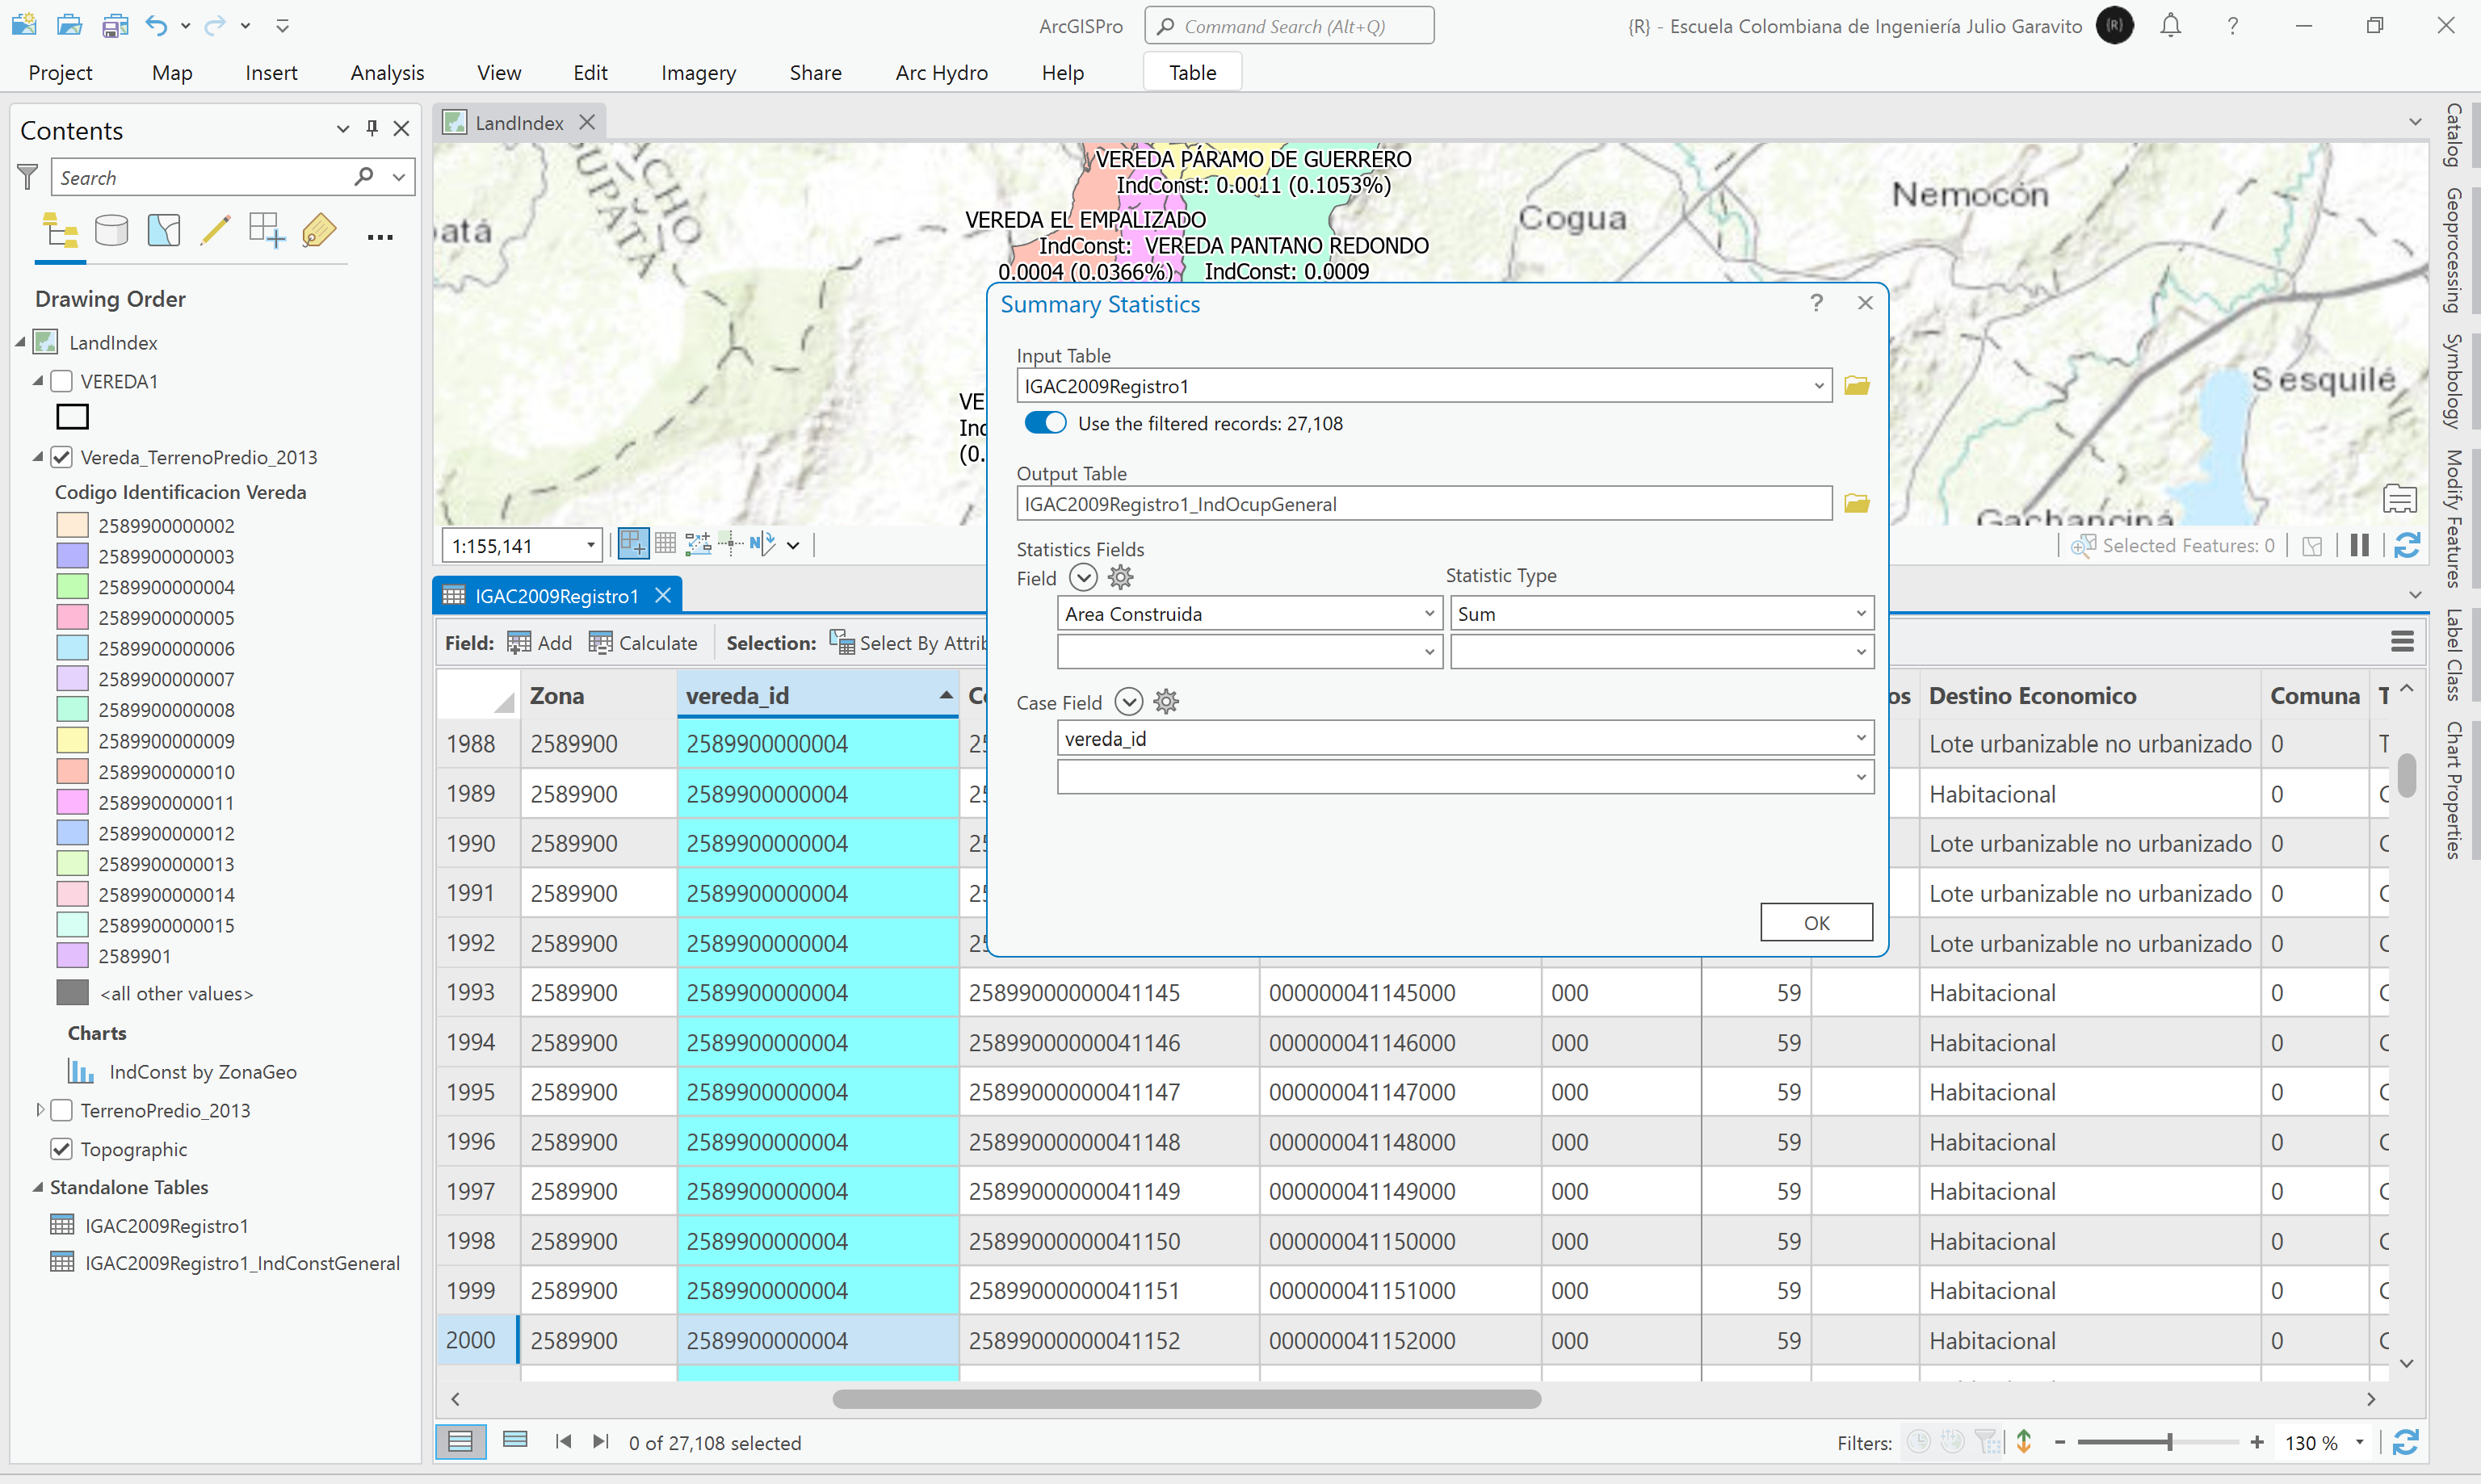 ArcGISPro
Command Search (Alt+Q)
{R} - Escuela Colombiana de Ingeniería Julio Garavito
{R}
?
Project Map Insert Analysis View Edit Imagery Share Arc Hydro Help Table
Contents
Search
Drawing Order
LandIndex
VEREDA1
Vereda_TerrenoPredio_2013
Codigo Identificacion Vereda
2589900000002
2589900000003
2589900000004
2589900000005
2589900000006
2589900000007
2589900000008
2589900000009
25899000000010
25899000000011
25899000000012
25899000000013
25899000000014
25899000000015
2589901
<all other values>
Charts
IndConst by ZonaGeo
TerrenoPredio_2013
Topographic
Standalone Tables
IGAC2009Registro1
IGAC2009Registro1_IndConstGeneral
LandIndex
VEREDA PÁRAMO DE GUERRERO
IndConst: 0.0011 (0.1053%)
VEREDA EL EMPALIZADO
IndConst: VEREDA PANTANO REDONDO
0.0004 (0.0366%) IndConst: 0.0009
Cogua
Nemocón
Sesquilé
Gachancipá
VE
Ind
(0.
1:155,141
Selected Features: 0
Summary Statistics
?
Input Table
IGAC2009Registro1
Use the filtered records: 27,108
Output Table
IGAC2009Registro1_IndOcupGeneral
Statistics Fields
Field
Statistic Type
Area Construida Sum
Case Field
vereda_id
OK
IGAC2009Registro1
Field: Add Calculate Selection: Select By Attrib
Zona vereda_id os Destino Economico Comuna T
1988 2589900 2589900000004 Lote urbanizable no urbanizado 0 T
1989 2589900 2589900000004 Habitacional 0
1990 2589900 2589900000004 Lote urbanizable no urbanizado 0
1991 2589900 2589900000004 Lote urbanizable no urbanizado 0
1992 2589900 2589900000004 Lote urbanizable no urbanizado 0
1993 2589900 2589900000004 25899000000041145 000000041145000 000 59 Habitacional 0
1994 2589900 2589900000004 25899000000041146 000000041146000 000 59 Habitacional 0
1995 2589900 2589900000004 25899000000041147 000000041147000 000 59 Habitacional 0
1996 2589900 2589900000004 25899000000041148 000000041148000 000 59 Habitacional 0
1997 2589900 2589900000004 25899000000041149 000000041149000 000 59 Habitacional 0
1998 2589900 2589900000004 25899000000041150 000000041150000 000 59 Habitacional 0
1999 2589900 2589900000004 25899000000041151 000000041151000 000 59 Habitacional 0
2000 2589900 2589900000004 25899000000041152 000000041152000 000 59 Habitacional 0
0 of 27,108 selected
Filters:
130 %
Catalog
Geoprocessing
Symbology
Modify Features
Label Class
Chart Properties